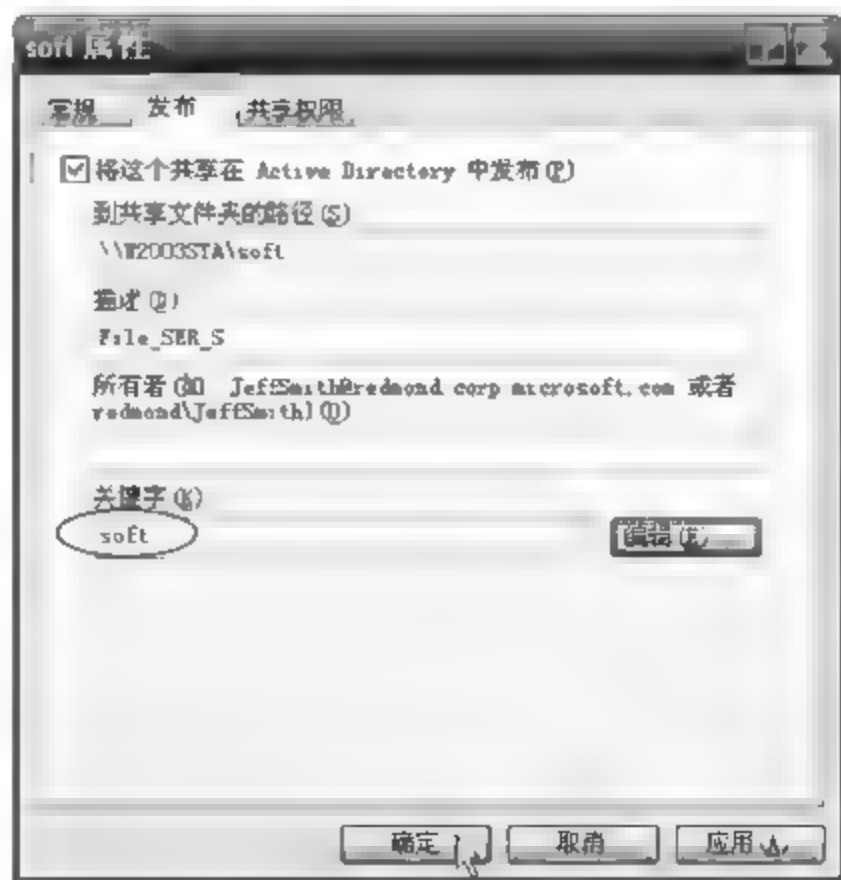 soft 属性
常规 发布 共享权限
将这个共享在 Active Directory 中发布(P)
到共享文件夹的路径(S)
\\W2003STA\soft
描述(D)
File_SER_S
所有者(如 JeffSmith@redmond corp microsoft.com 或者
redmond\JeffSmith)(O)
关键字(K)
soft
编辑(E)
确定 取消 应用(A)